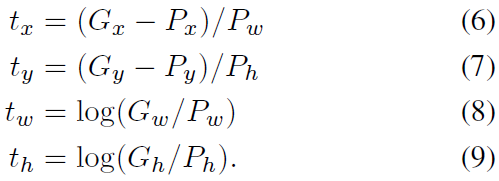 t_x = (G_x − P_x)/P_w (6)
t_y = (G_y − P_y)/P_h (7)
t_w = log(G_w/P_w) (8)
t_h = log(G_h/P_h). (9)